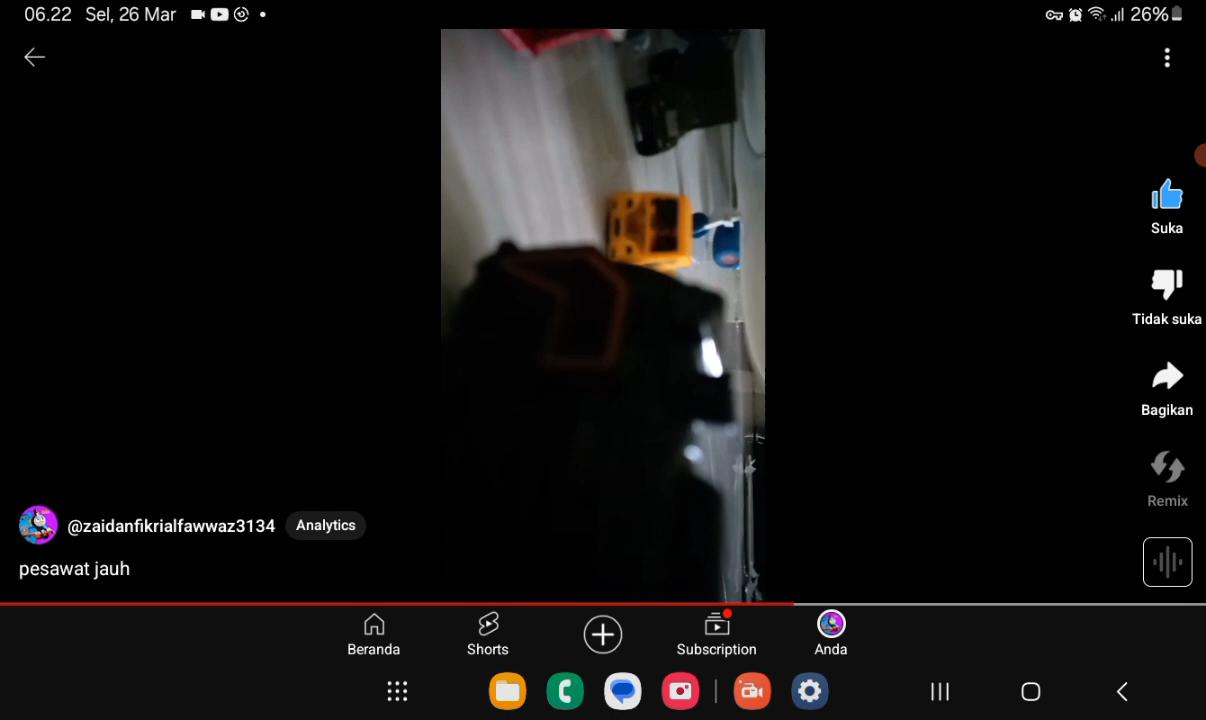 06.22 Sel, 26 Mar
26%
Suka
Tidak suka
Bagikan
Remix
@zaidanfikrialfawwaz3134 Analytics
pesawat jauh
Beranda Shorts Subscription Anda